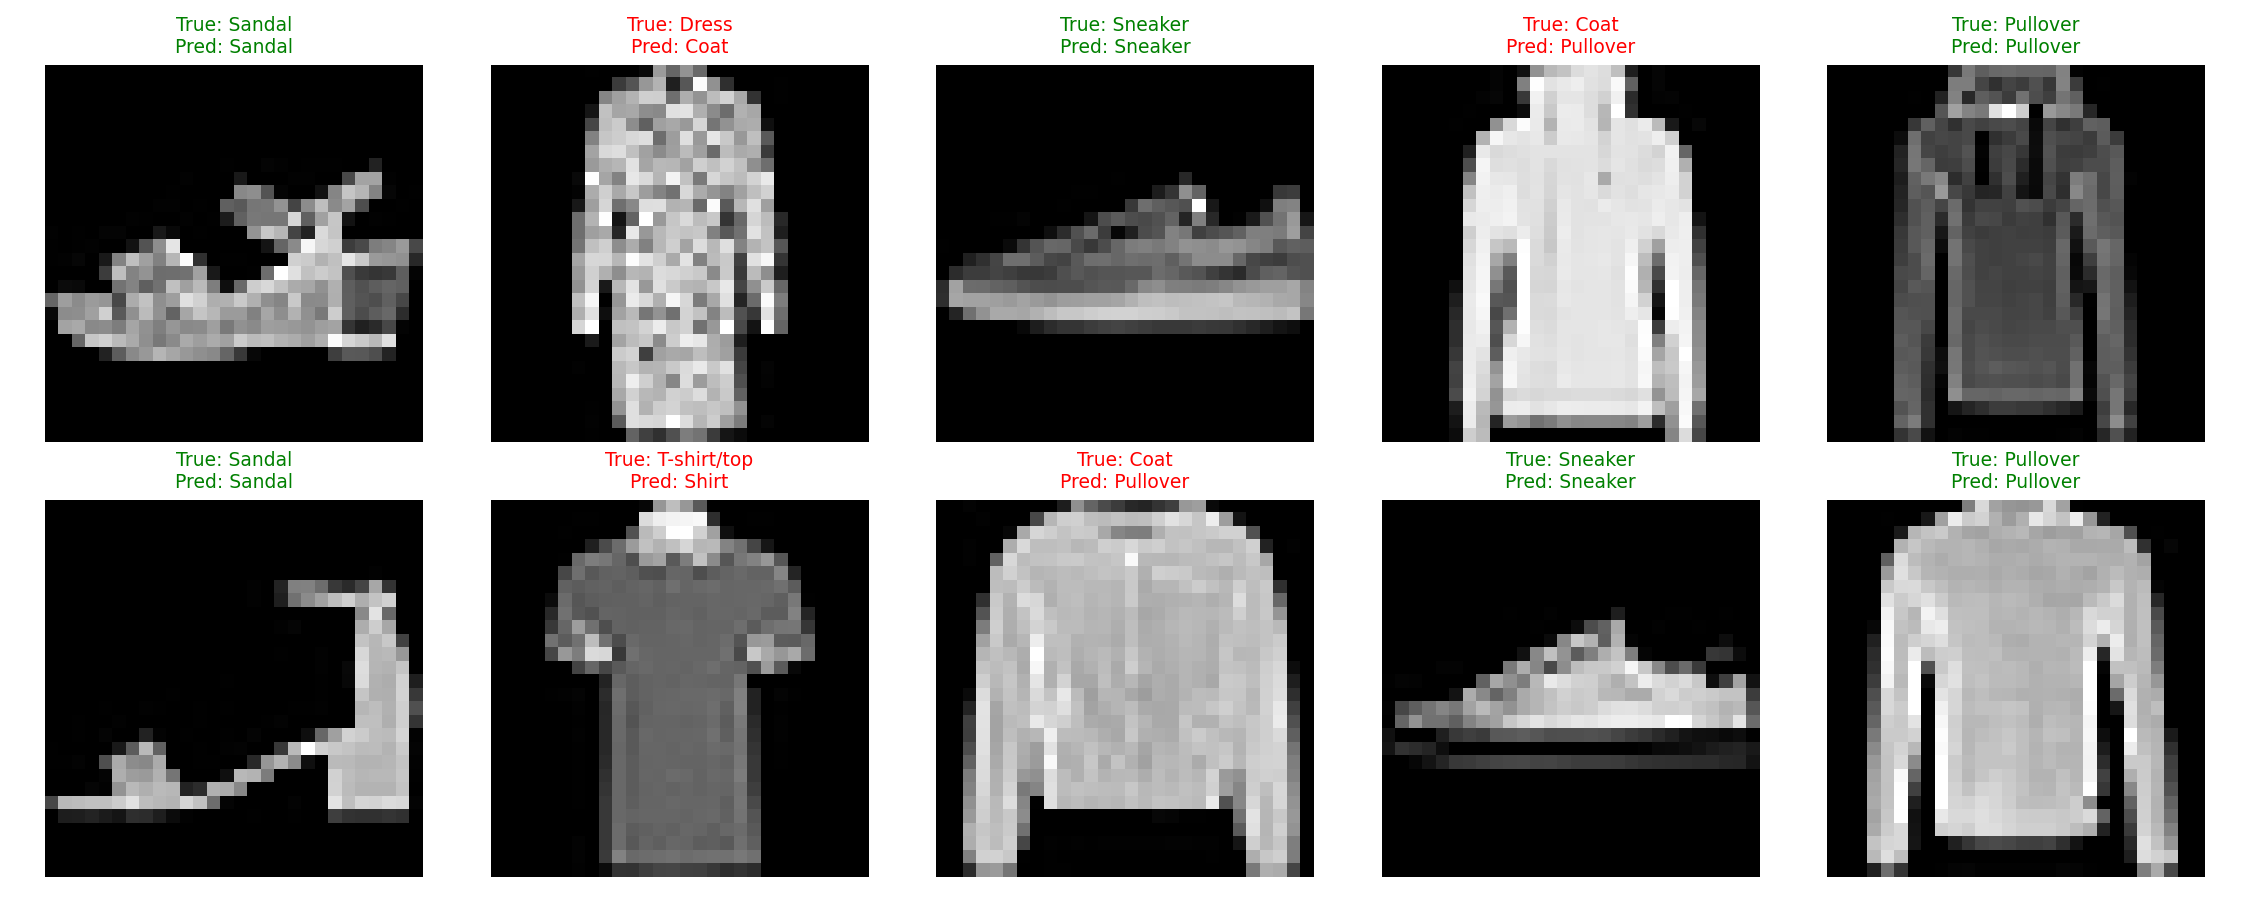 True: Sandal
Pred: Sandal
True: Dress
Pred: Coat
True: Sneaker
Pred: Sneaker
True: Coat
Pred: Pullover
True: Pullover
Pred: Pullover
True: Sandal
Pred: Sandal
True: T-shirt/top
Pred: Shirt
True: Coat
Pred: Pullover
True: Sneaker
Pred: Sneaker
True: Pullover
Pred: Pullover